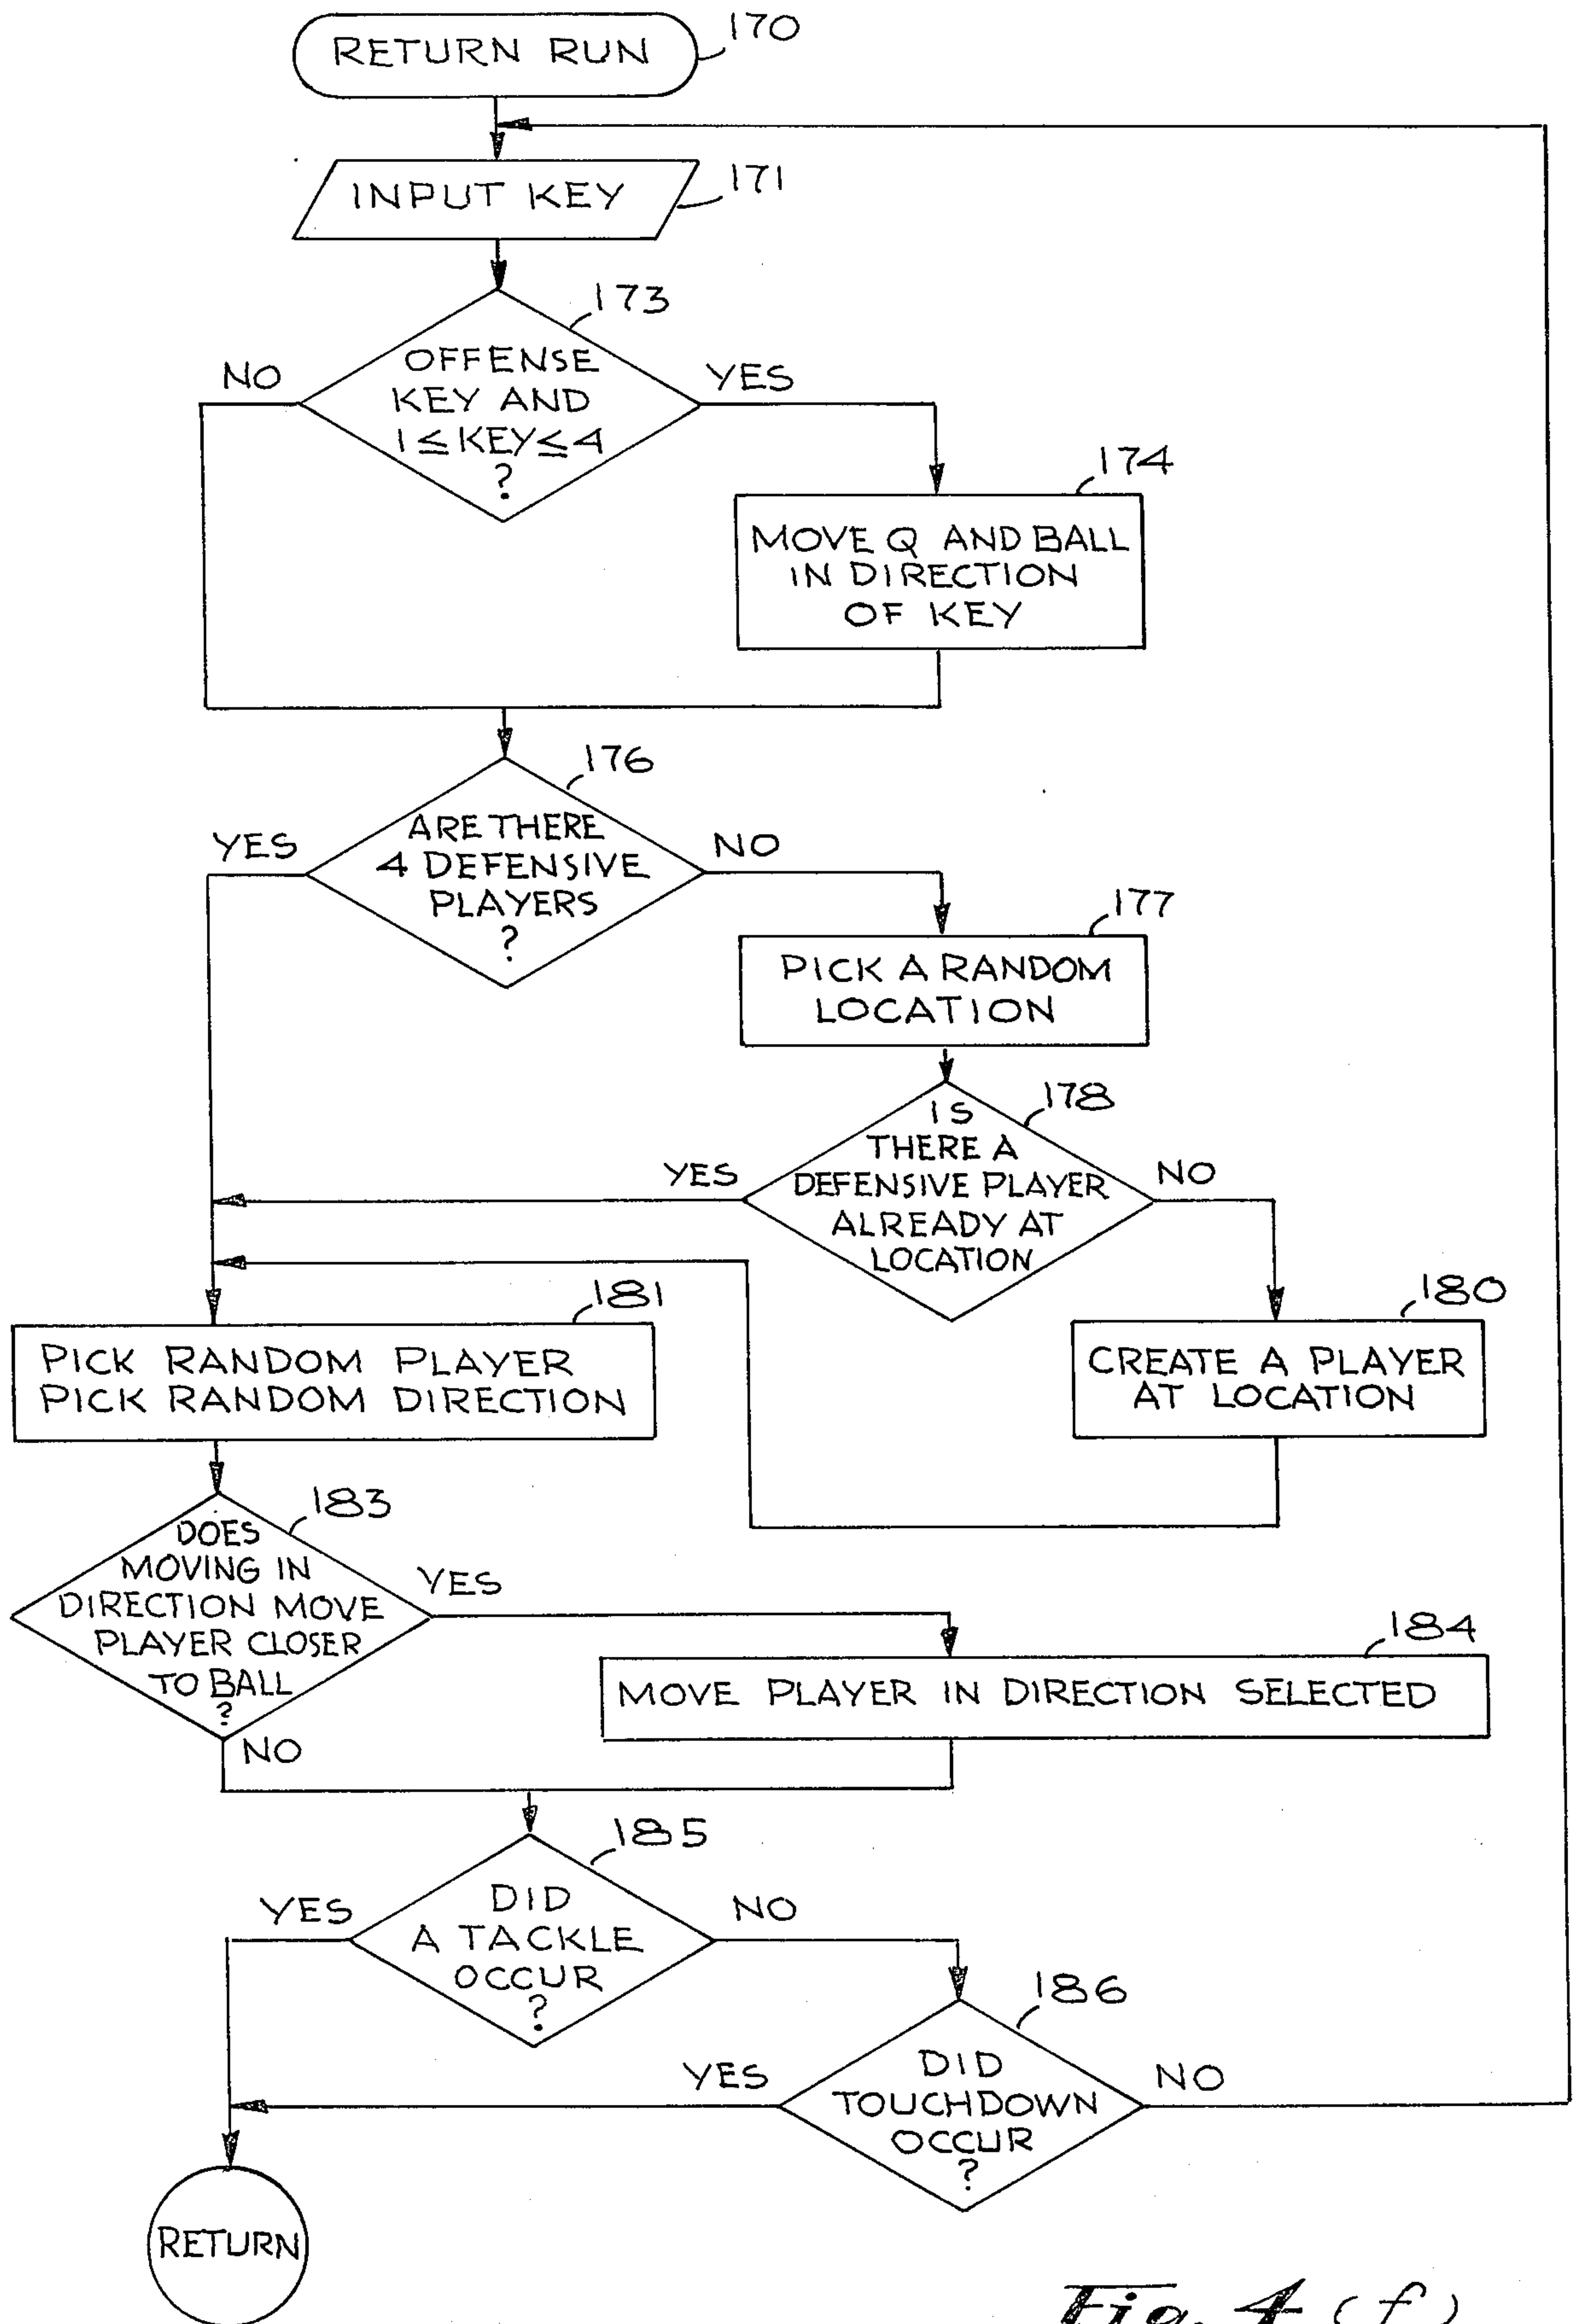 RETURN RUN
170
INPUT KEY
171
173
OFFENSE
KEY AND
1 ≤ KEY ≤ 4
?
NO
YES
174
MOVE Q AND BALL
IN DIRECTION
OF KEY
176
ARE THERE
4 DEFENSIVE
PLAYERS
?
YES
NO
177
PICK A RANDOM
LOCATION
178
IS
THERE A
DEFENSIVE PLAYER
ALREADY AT
LOCATION
YES
NO
180
CREATE A PLAYER
AT LOCATION
181
PICK RANDOM PLAYER
PICK RANDOM DIRECTION
183
DOES
MOVING IN
DIRECTION MOVE
PLAYER CLOSER
TO BALL
?
YES
NO
184
MOVE PLAYER IN DIRECTION SELECTED
185
DID
A TACKLE
OCCUR
?
YES
NO
186
DID
TOUCHDOWN
OCCUR
?
YES
NO
RETURN
Fig. 4 (f)